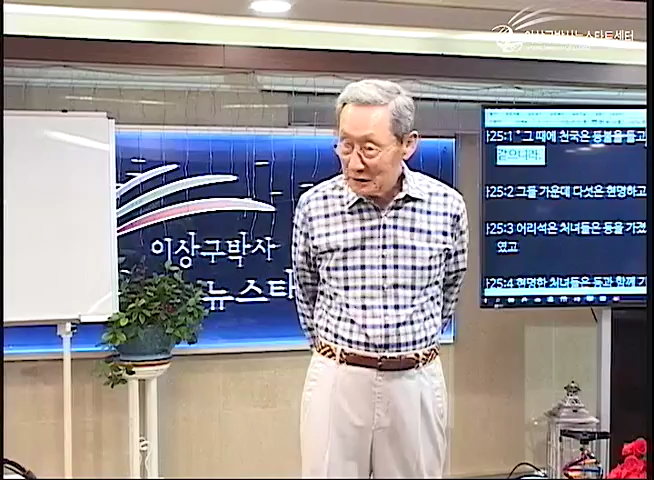 이상구박사뉴스타트센터
이상구박사
뉴스타트
25:1 그 때에 천국은 등불을 들고
같으니라.
25:2 그들 가운데 다섯은 현명하고
25:3 어리석은 처녀들은 등을 가졌
였고
25:4 현명한 처녀들은 등과 함께 기